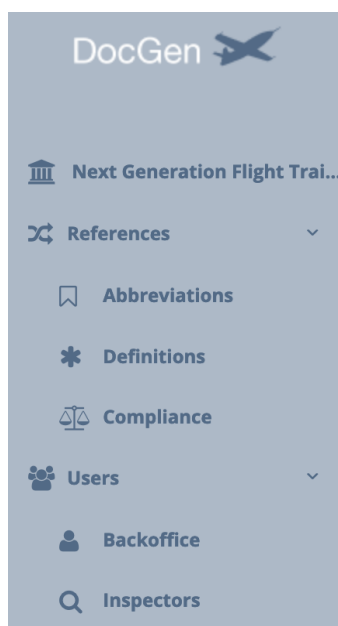 DocGen
Next Generation Flight Trai...
References
Abbreviations
Definitions
Compliance
Users
Backoffice
Inspectors